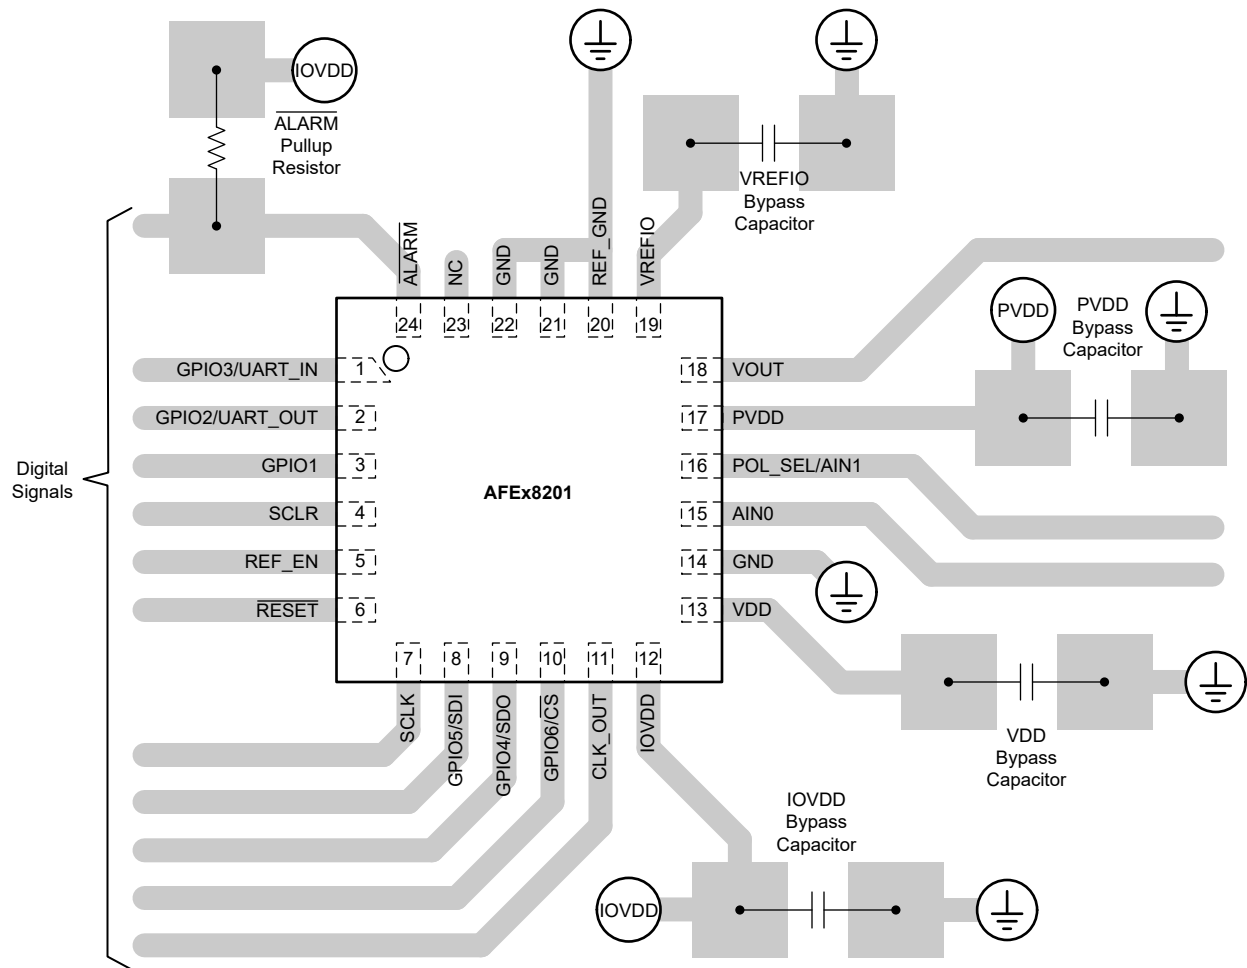 IOVDD
ALARM
Pullup
Resistor
VREFIO
Bypass
Capacitor
ALARM
NC
GND
GND
REF_GND
VREFIO
24
23
22
21
20
19
PVDD
PVDD
Bypass
Capacitor
Digital
Signals
GPIO3/UART_IN
1
GPIO2/UART_OUT
2
GPIO1
3
SCLR
4
REF_EN
5
RESET
6
AFEx8201
18
VOUT
17
PVDD
16
POL_SEL/AIN1
15
AIN0
14
GND
13
VDD
7
8
9
10
11
12
SCLK
GPIO5/SDI
GPIO4/SDO
GPIO6/CS
CLK_OUT
IOVDD
VDD
Bypass
Capacitor
IOVDD
Bypass
Capacitor
IOVDD